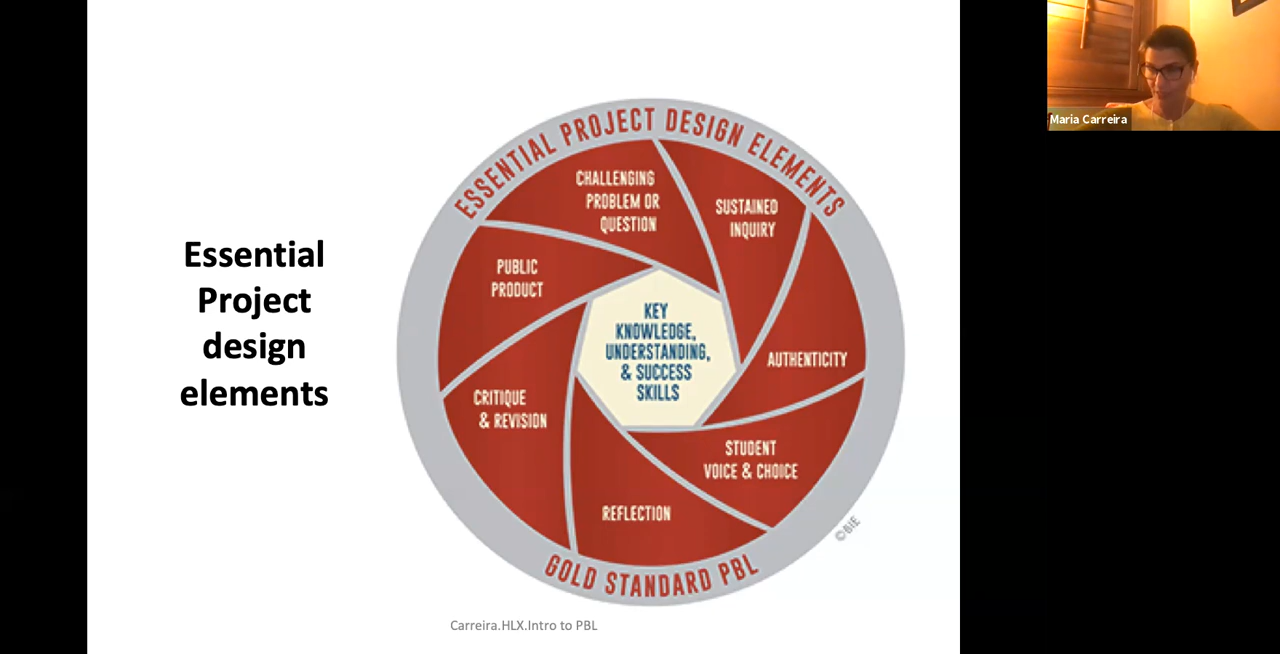 Essential
Project
design
elements
ESSENTIAL PROJECT DESIGN ELEMENTS
CHALLENGING
PROBLEM OR
QUESTION
SUSTAINED
INQUIRY
AUTHENTICITY
STUDENT
VOICE & CHOICE
REFLECTION
CRITIQUE
& REVISION
PUBLIC
PRODUCT
KEY
KNOWLEDGE,
UNDERSTANDING,
& SUCCESS
SKILLS
GOLD STANDARD PBL
©BIE
Carreira.HLX.Intro to PBL
Maria Carreira